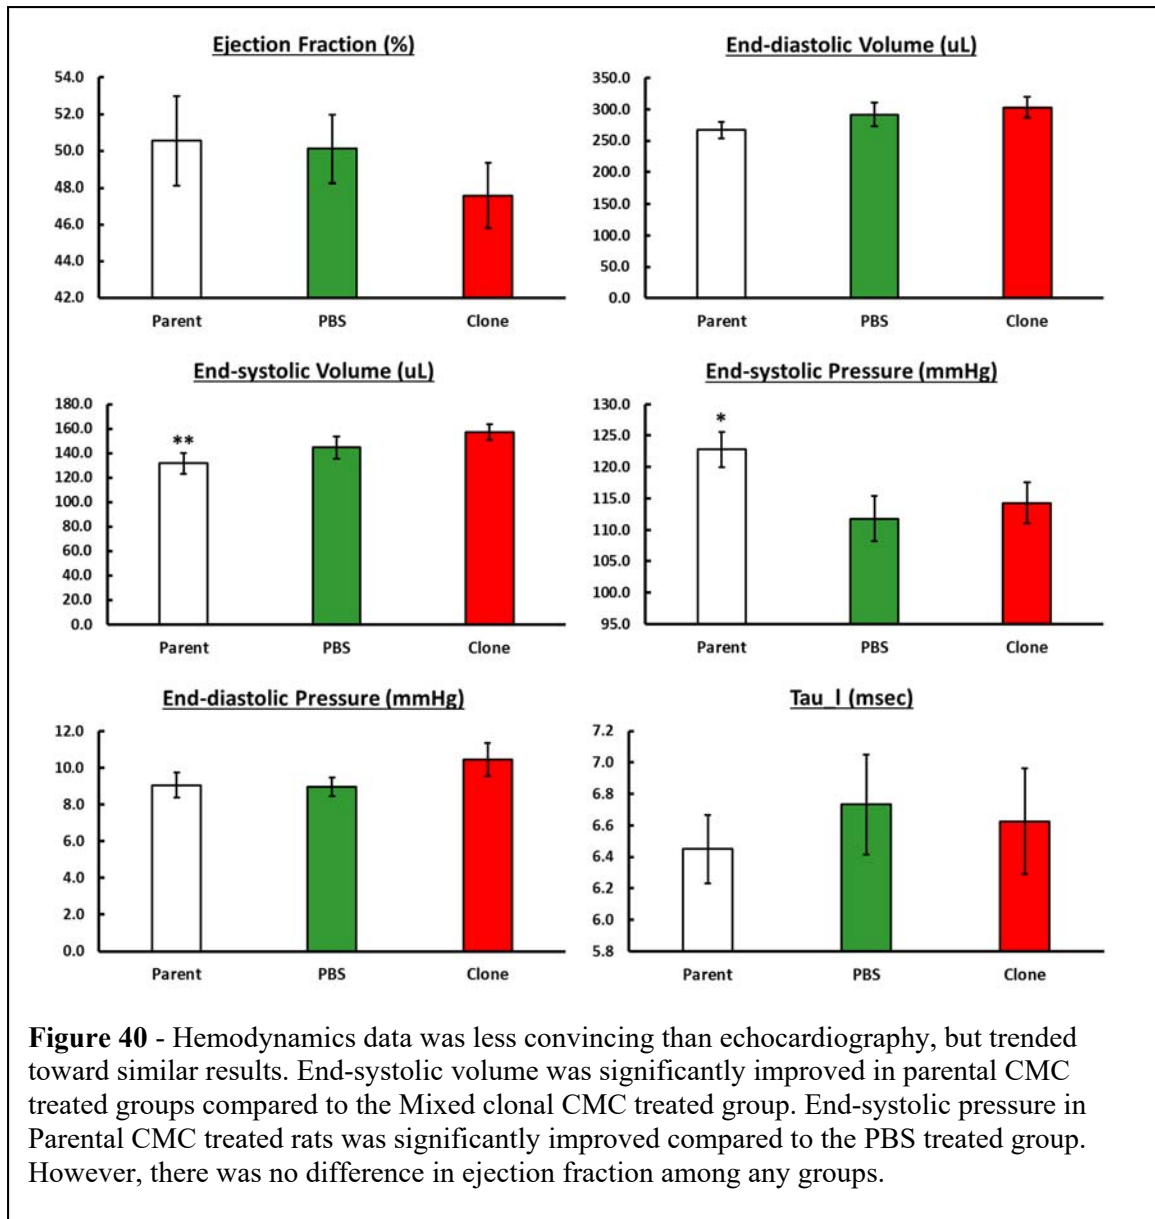 Ejection Fraction (%)
54.0
52.0
50.0
48.0
46.0
44.0
42.0
Parent PBS Clone
End-diastolic Volume (uL)
350.0
300.0
250.0
200.0
150.0
100.0
50.0
0.0
Parent PBS Clone
End-systolic Volume (uL)
180.0
160.0
140.0
120.0
100.0
80.0
60.0
40.0
20.0
0.0
**
Parent PBS Clone
End-systolic Pressure (mmHg)
130.0
125.0
120.0
115.0
110.0
105.0
100.0
95.0
*
Parent PBS Clone
End-diastolic Pressure (mmHg)
12.0
10.0
8.0
6.0
4.0
2.0
0.0
Parent PBS Clone
Tau_l (msec)
7.2
7.0
6.8
6.6
6.4
6.2
6.0
5.8
Parent PBS Clone
Figure 40 - Hemodynamics data was less convincing than echocardiography, but trended
toward similar results. End-systolic volume was significantly improved in parental CMC
treated groups compared to the Mixed clonal CMC treated group. End-systolic pressure in
Parental CMC treated rats was significantly improved compared to the PBS treated group.
However, there was no difference in ejection fraction among any groups.